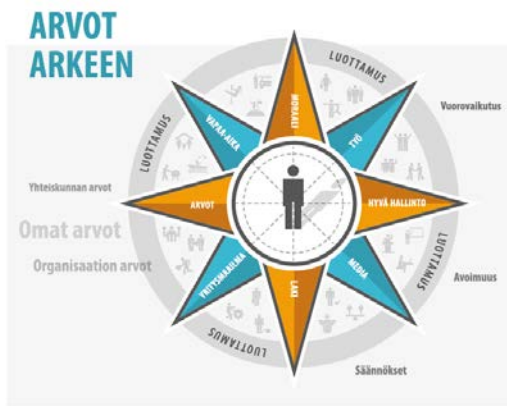 ARVOT
ARKEEN
LUOTTAMUS
MORAALI
TYÖ
Vuorovaikutus
VAPAA-AIKA
LUOTTAMUS
Yhteiskunnan arvot
ARVOT
HYVÄ HALLINTO
Omat arvot
Organisaation arvot
YRITYSMAAILMA
LAKI
MEDIA
LUOTTAMUS
Avoimuus
LUOTTAMUS
Säännökset